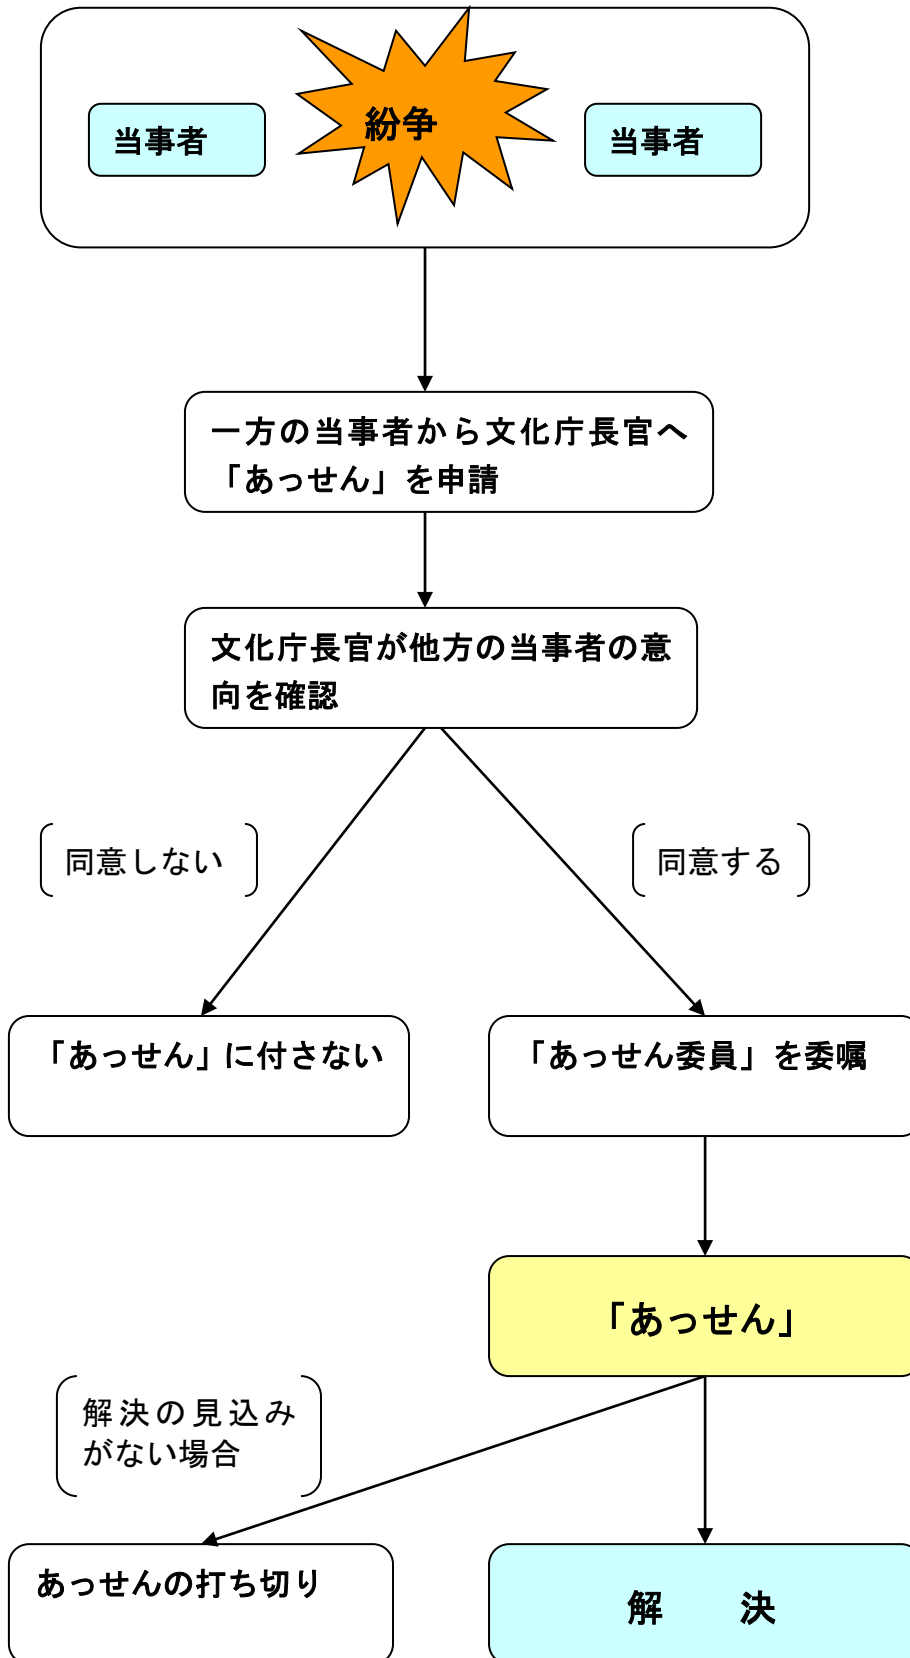 紛争
当事者
当事者
一方の当事者から文化庁長官へ
「あっせん」を申請
文化庁長官が他方の当事者の意
向を確認
同意しない
同意する
「あっせん」に付さない
「あっせん委員」を委嘱
「あっせん」
解決の見込み
がない場合
あっせんの打ち切り
解　　決